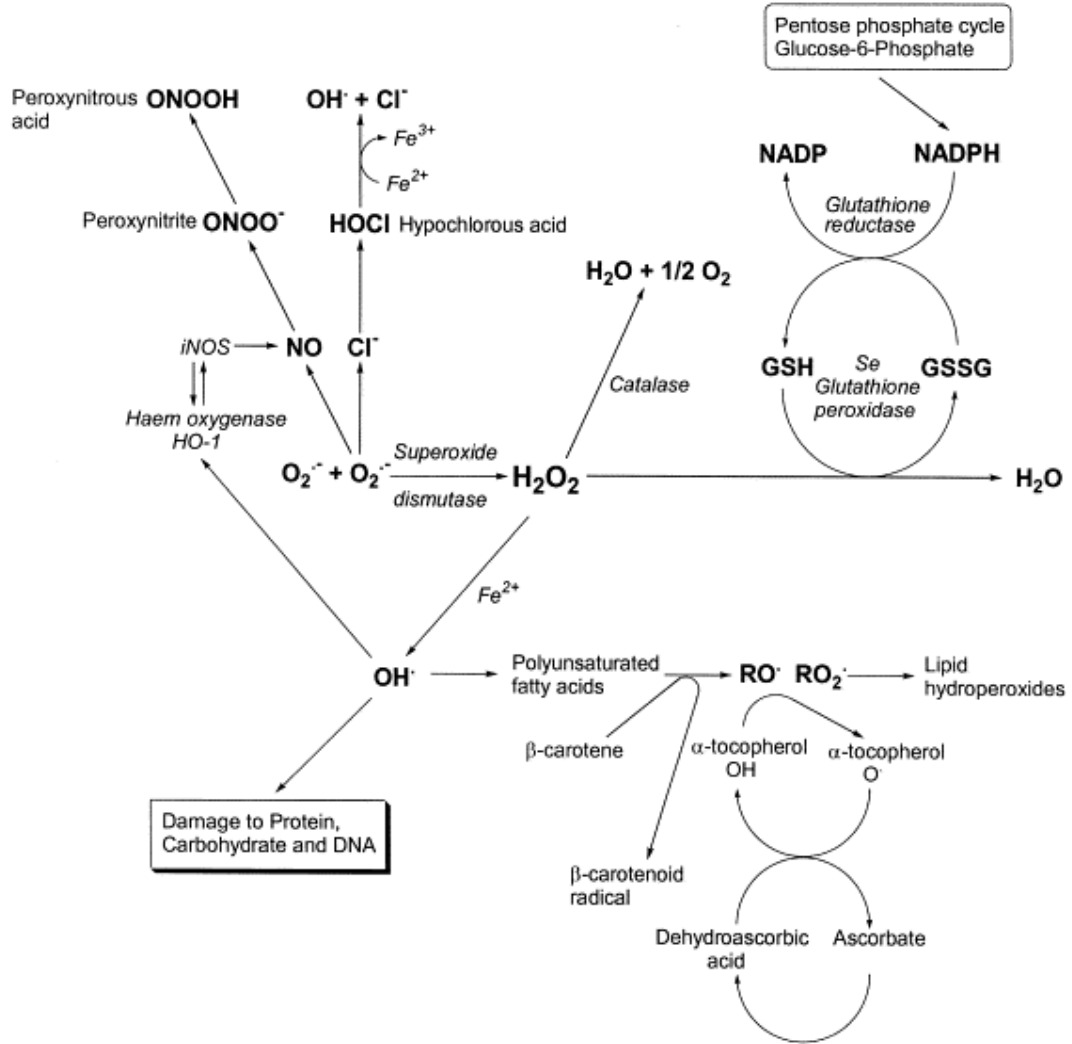 Pentose phosphate cycle
Glucose-6-Phosphate
Peroxynitrous
acid
ONOOH
OH· + Cl⁻
Fe³⁺
Fe²⁺
NADP
NADPH
Glutathione
reductase
Peroxynitrite ONOO⁻
HOCl Hypochlorous acid
H₂O + 1/2 O₂
iNOS
NO
Cl⁻
GSH
Se
Glutathione
peroxidase
GSSG
Catalase
Haem oxygenase
HO-1
O₂·⁻ + O₂·⁻
Superoxide
dismutase
H₂O₂
H₂O
Fe²⁺
OH·
Polyunsaturated
fatty acids
RO· RO₂·
Lipid
hydroperoxides
β-carotene
α-tocopherol
OH
α-tocopherol
O·
Damage to Protein,
Carbohydrate and DNA
β-carotenoid
radical
Dehydroascorbic
acid
Ascorbate